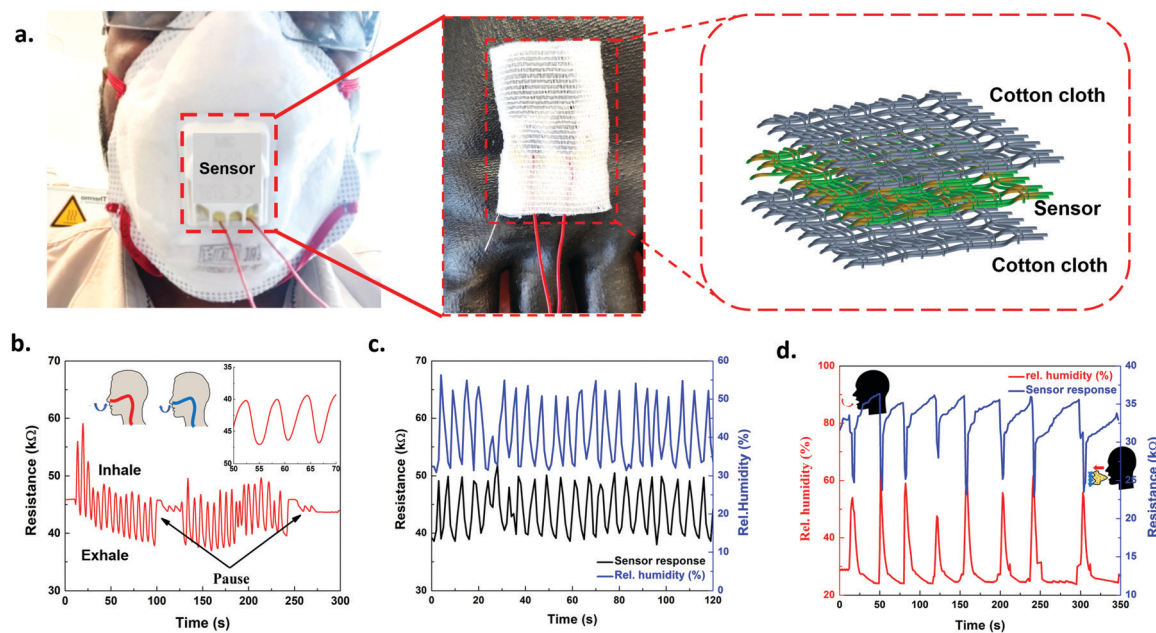 a.
Sensor
Cotton cloth
Sensor
Cotton cloth
b.
70
60
50
40
30
Resistance (kΩ)
0 50 100 150 200 250 300
Time (s)
Inhale
Exhale
Pause
35
40
45
50
50 55 60 65 70
c.
70
60
50
40
30
Resistance (kΩ)
0 20 40 60 80 100 120
Time (s)
60
50
40
30
20
10
0
Rel.Humidity (%)
Sensor response
Rel. humidity (%)
d.
100
80
60
40
20
Rel. humidity (%)
0 50 100 150 200 250 300 350
Time (s)
40
35
30
25
20
15
10
Resistance (kΩ)
rel. humidity (%)
Sensor response